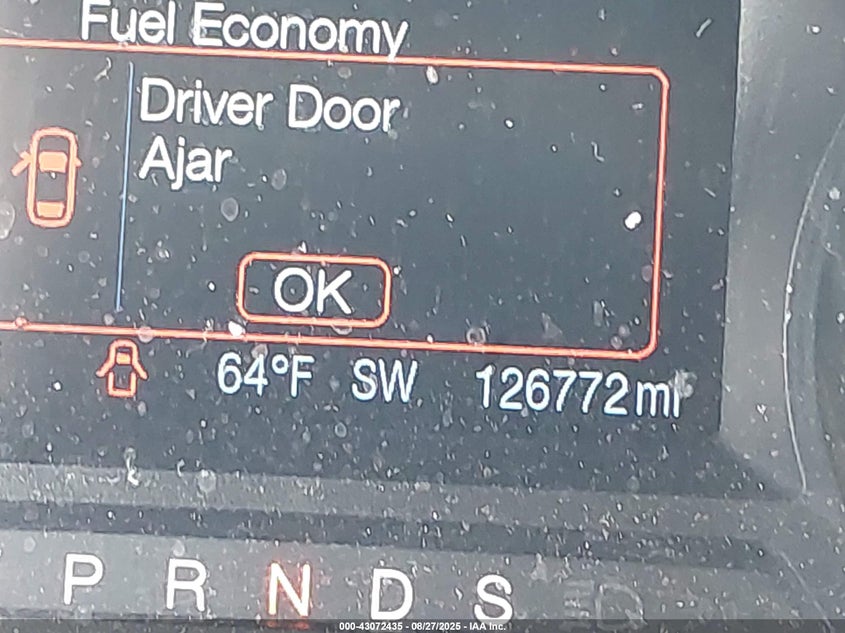 Fuel Economy
Driver Door
Ajar
OK
64°F SW 126772mi
P R N D S
000-43072435 - 08/27/2025 - IAA Inc.